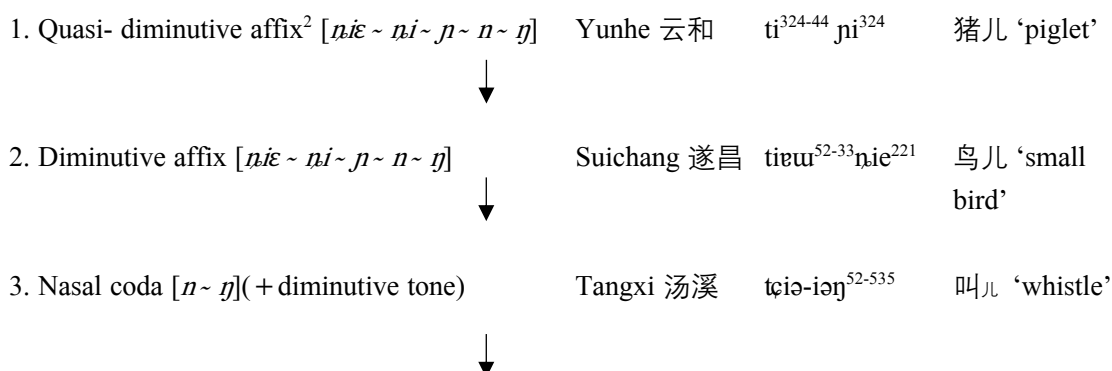 1. Quasi- diminutive affix² [ȵiɛ ~ ȵi ~ ɲ ~ n ~ ŋ] Yunhe 云和 ti³²⁴⁻⁴⁴ ɲi³²⁴ 猪儿 ‘piglet’
2. Diminutive affix [ȵiɛ ~ ȵi ~ ɲ ~ n ~ ŋ] Suichang 遂昌 tiɐɯ⁵²⁻³³ȵie²²¹ 鸟儿 ‘small
bird’
3. Nasal coda [n ~ ŋ](+diminutive tone) Tangxi 汤溪 tɕiə-iəŋ⁵²⁻⁵³⁵ 叫儿 ‘whistle’